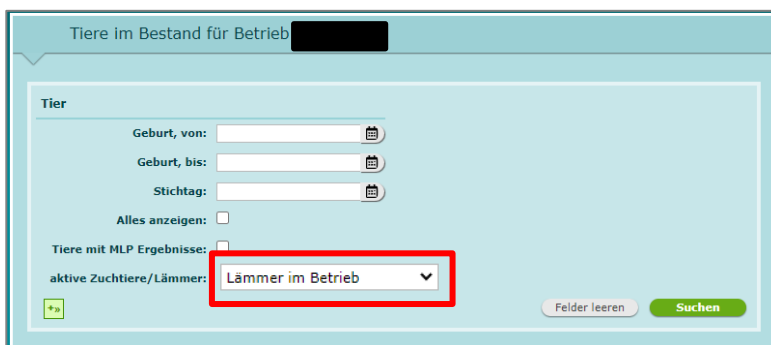 Tiere im Bestand für Betrieb
Tier
Geburt, von:
Geburt, bis:
Stichtag:
Alles anzeigen:
Tiere mit MLP Ergebnisse:
aktive Zuchtiere/Lämmer: Lämmer im Betrieb
Felder leeren Suchen